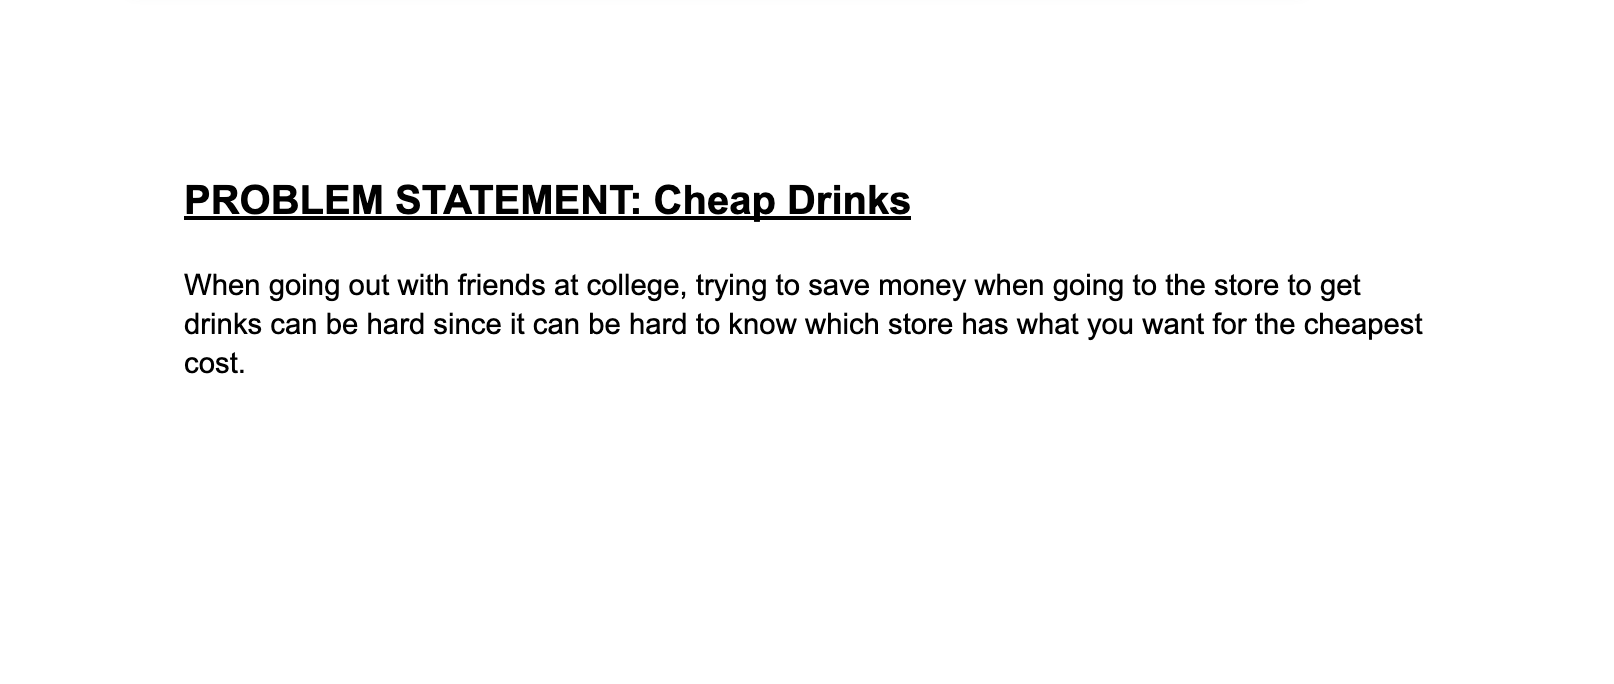 PROBLEM STATEMENT: Cheap Drinks
When going out with friends at college, trying to save money when going to the store to get
drinks can be hard since it can be hard to know which store has what you want for the cheapest
cost.